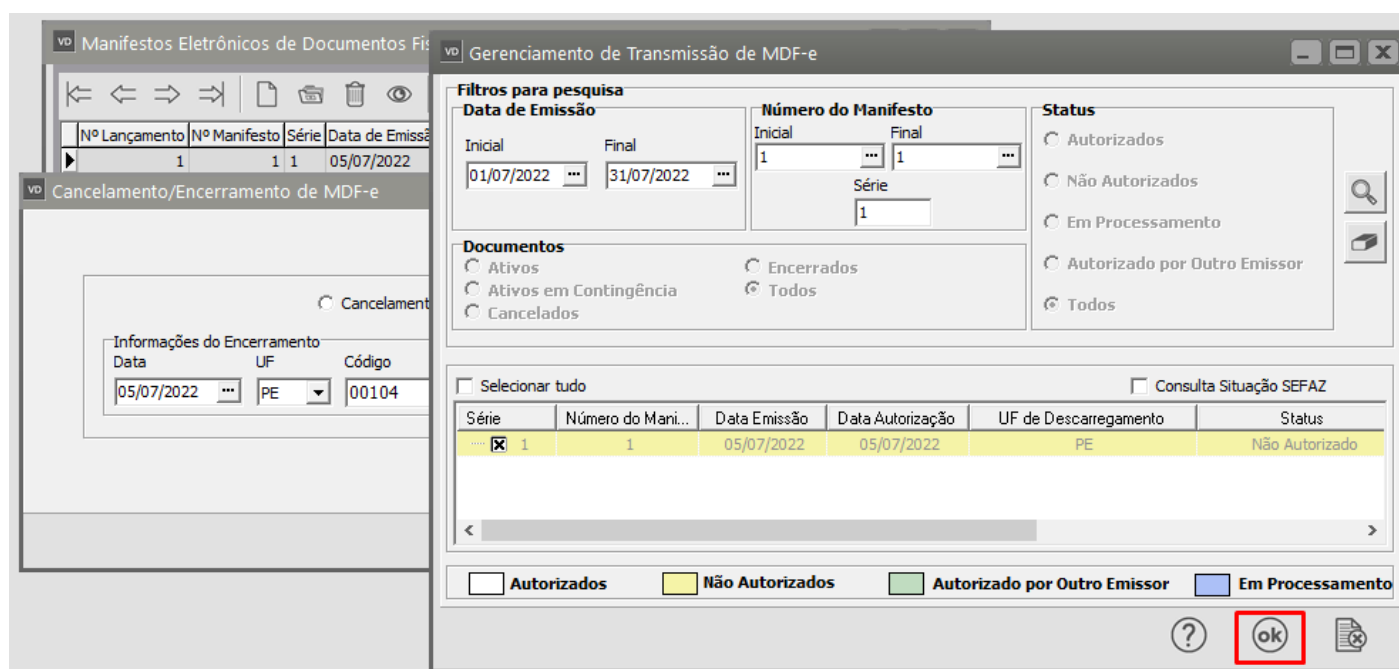 VD Manifestos Eletrônicos de Documentos Fis
Nº Lançamento Nº Manifesto Série Data de Emissã
1 1 1 05/07/2022
VD Cancelamento/Encerramento de MDF-e
Cancelament
Informações do Encerramento
Data UF Código
05/07/2022 ... PE 00104
VD Gerenciamento de Transmissão de MDF-e
Filtros para pesquisa
Data de Emissão
Inicial Final
01/07/2022 ... 31/07/2022 ...
Número do Manifesto
Inicial Final
1 ... 1 ...
Série
1
Status
Autorizados
Não Autorizados
Em Processamento
Autorizado por Outro Emissor
Todos
Documentos
Ativos Encerrados
Ativos em Contingência Todos
Cancelados
Selecionar tudo Consulta Situação SEFAZ
Série Número do Mani... Data Emissão Data Autorização UF de Descarregamento Status
1 1 05/07/2022 05/07/2022 PE Não Autorizado
Autorizados Não Autorizados Autorizado por Outro Emissor Em Processamento
? ok